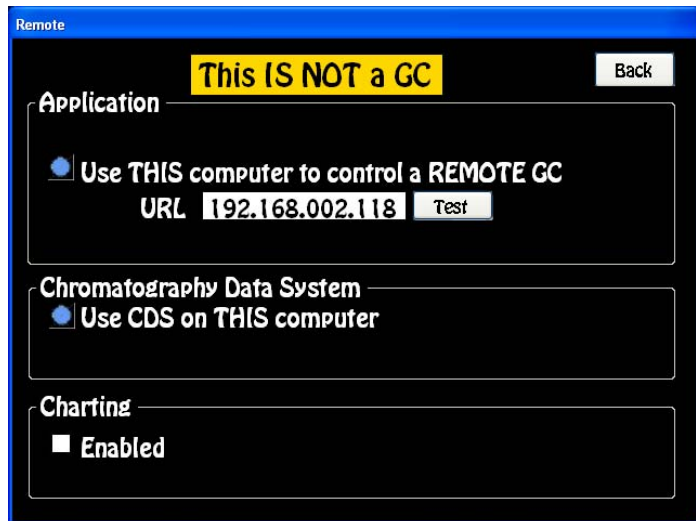 Remote
This IS NOT a GC
Back
Application
Use THIS computer to control a REMOTE GC
URL 192.168.002.118 Test
Chromatography Data System
Use CDS on THIS computer
Charting
Enabled